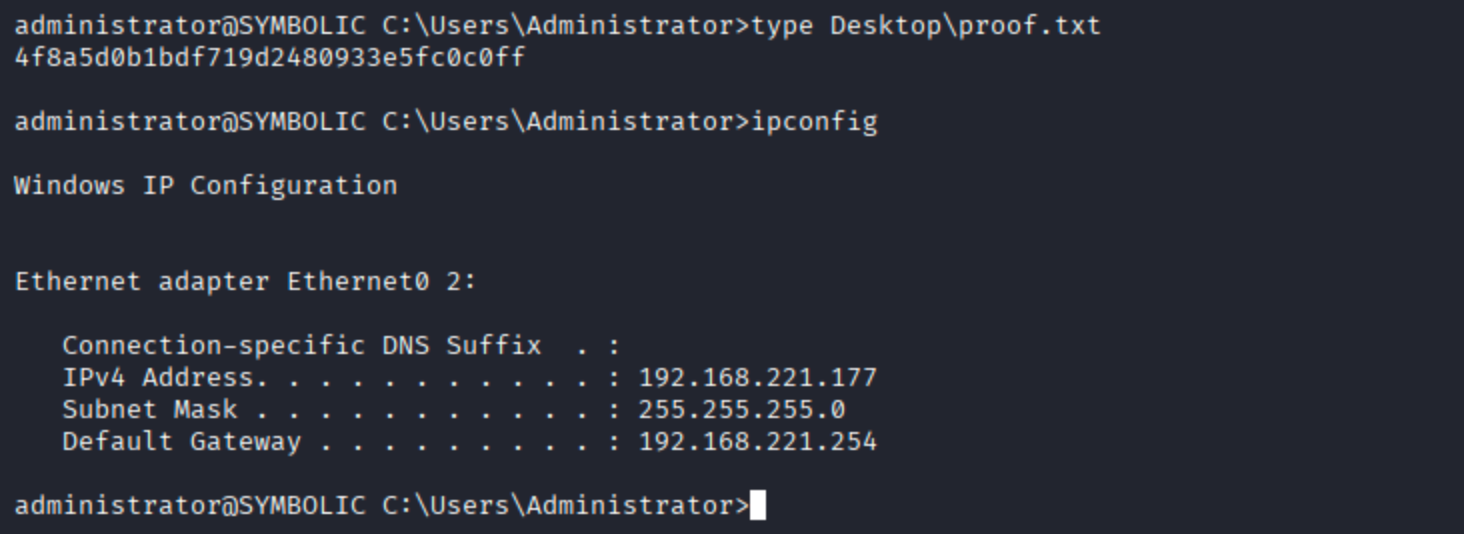 administrator@SYMBOLIC C:\Users\Administrator>type Desktop\proof.txt
4f8a5d0b1bdf719d2480933e5fc0c0ff
administrator@SYMBOLIC C:\Users\Administrator>ipconfig
Windows IP Configuration
Ethernet adapter Ethernet0 2:
Connection-specific DNS Suffix  . :
IPv4 Address. . . . . . . . . . . : 192.168.221.177
Subnet Mask . . . . . . . . . . . : 255.255.255.0
Default Gateway . . . . . . . . . : 192.168.221.254
administrator@SYMBOLIC C:\Users\Administrator>